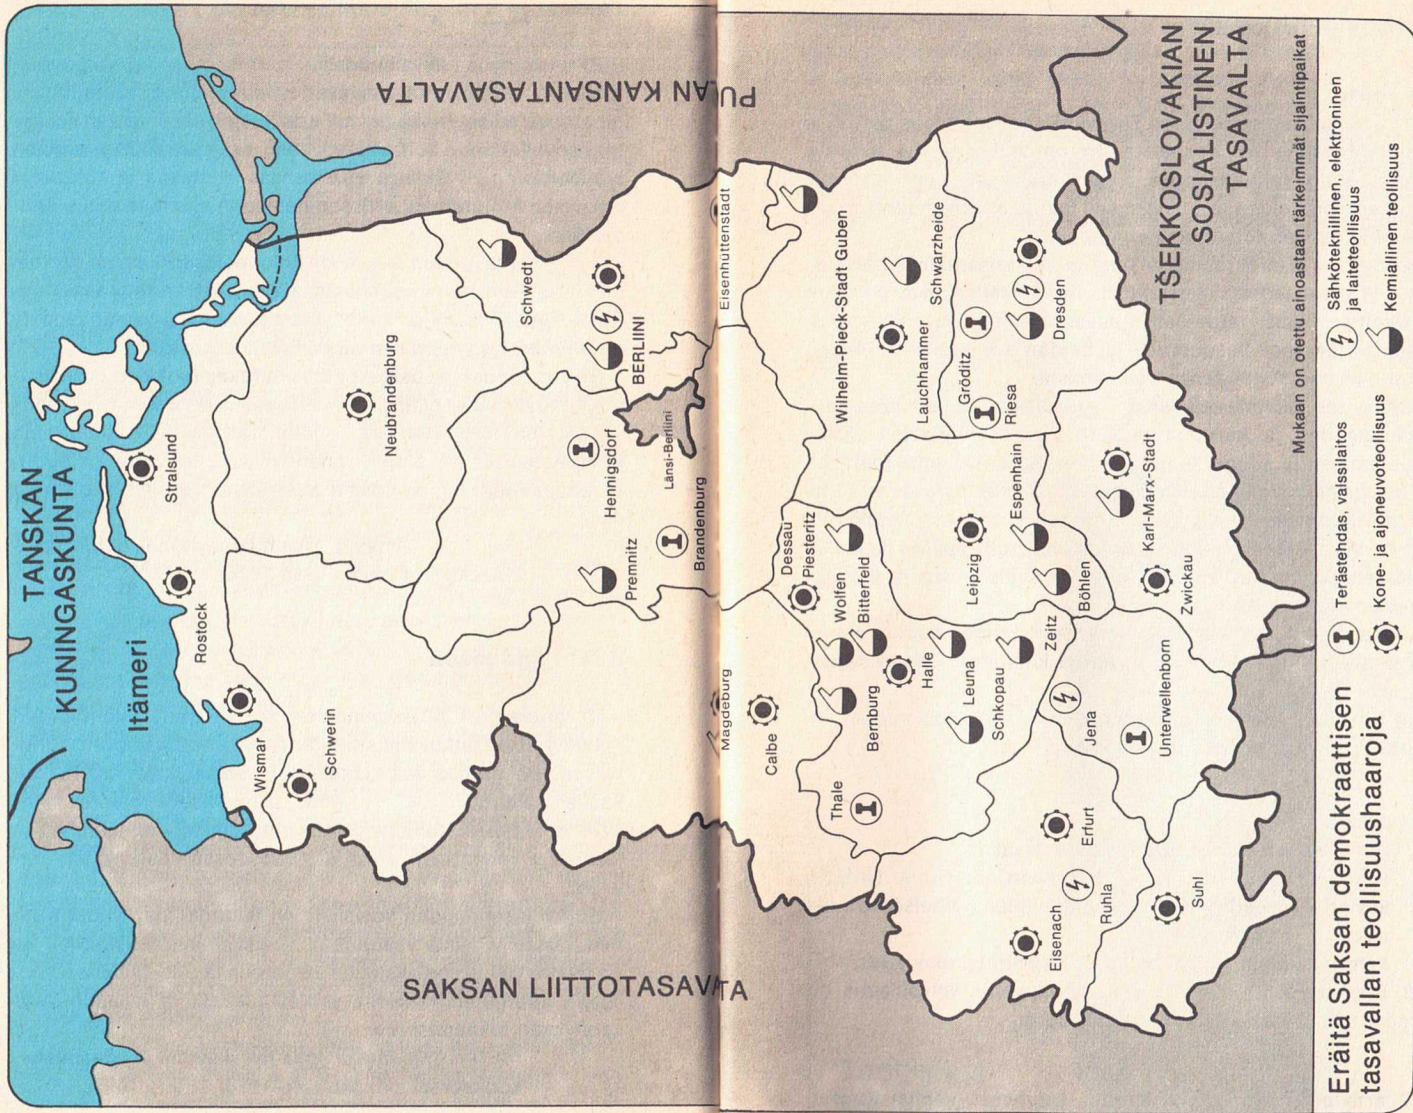 TANSKAN
KUNINGASKUNTA
Itämeri
PUOLAN KANSANTASAVALTA
SAKSAN LIITTOTASAVALTA
TŠEKKOSLOVAKIAN
SOSIALISTINEN
TASAVALTA
Stralsund
Rostock
Wismar
Schwerin
Neubrandenburg
Schwedt
BERLIINI
Länsi-Berliini
Hennigsdorf
Premnitz
Brandenburg
Eisenhüttenstadt
Magdeburg
Calbe
Dessau
Piesteritz
Wolfen
Bitterfeld
Bernburg
Thale
Halle
Leuna
Schkopau
Zeitz
Leipzig
Espenhain
Böhlen
Wilhelm-Pieck-Stadt Guben
Schwarzheide
Lauchhammer
Gröditz
Riesa
Dresden
Karl-Marx-Stadt
Zwickau
Jena
Unterwellenborn
Erfurt
Eisenach
Ruhla
Suhl
Mukaan on otettu ainoastaan tärkeimmät sijaintipaikat
Eräitä Saksan demokraattisen
tasavallan teollisuushaaroja
Terästehdas, valssilaitos
Kone- ja ajoneuvoteollisuus
Sähköteknillinen, elektroninen
ja laiteteollisuus
Kemiallinen teollisuus